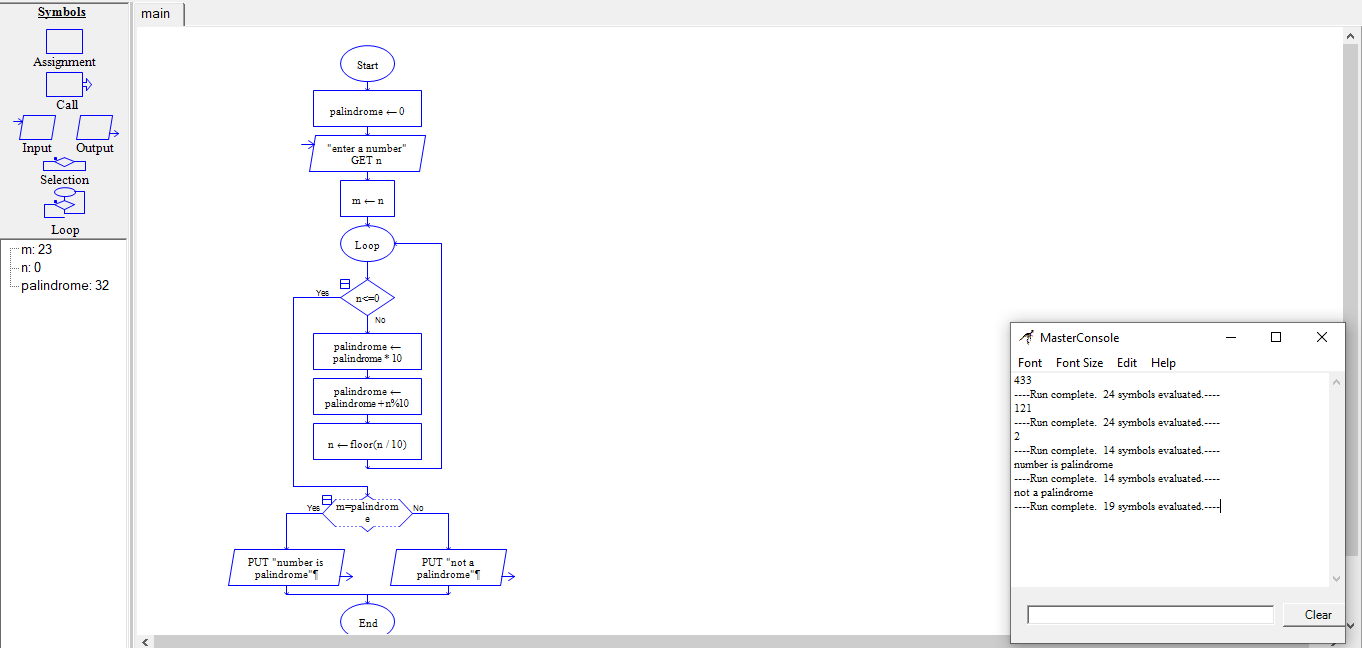 Symbols
Assignment
Call
Input
Output
Selection
Loop
m: 23
n: 0
palindrome: 32
main
Start
palindrome ← 0
"enter a number"
GET n
m ← n
Loop
Yes
n<=0
No
palindrome ←
palindrome * 10
palindrome ←
palindrome+n%10
n ← floor(n / 10)
Yes
m=palindrom
e
No
PUT "number is
palindrome"¶
PUT "not a
palindrome"¶
End
MasterConsole
Font Font Size Edit Help
433
----Run complete. 24 symbols evaluated.----
121
----Run complete. 24 symbols evaluated.----
2
----Run complete. 14 symbols evaluated.----
number is palindrome
----Run complete. 14 symbols evaluated.----
not a palindrome
----Run complete. 19 symbols evaluated.----
Clear